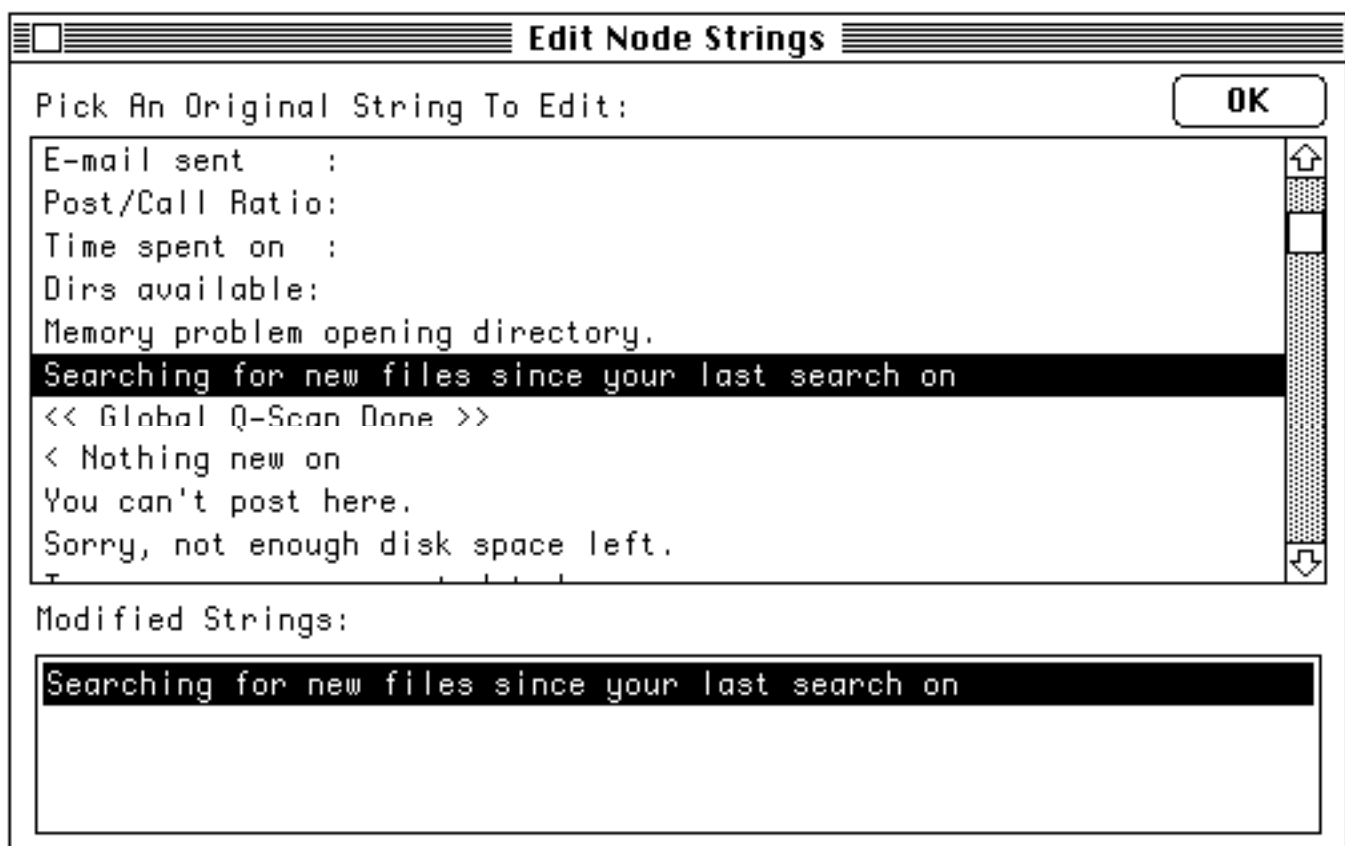 Edit Node Strings
Pick An Original String To Edit:
OK
E-mail sent    :
Post/Call Ratio:
Time spent on  :
Dirs available:
Memory problem opening directory.
Searching for new files since your last search on
<< Global Q-Scan Done >>
< Nothing new on
You can't post here.
Sorry, not enough disk space left.
Modified Strings:
Searching for new files since your last search on